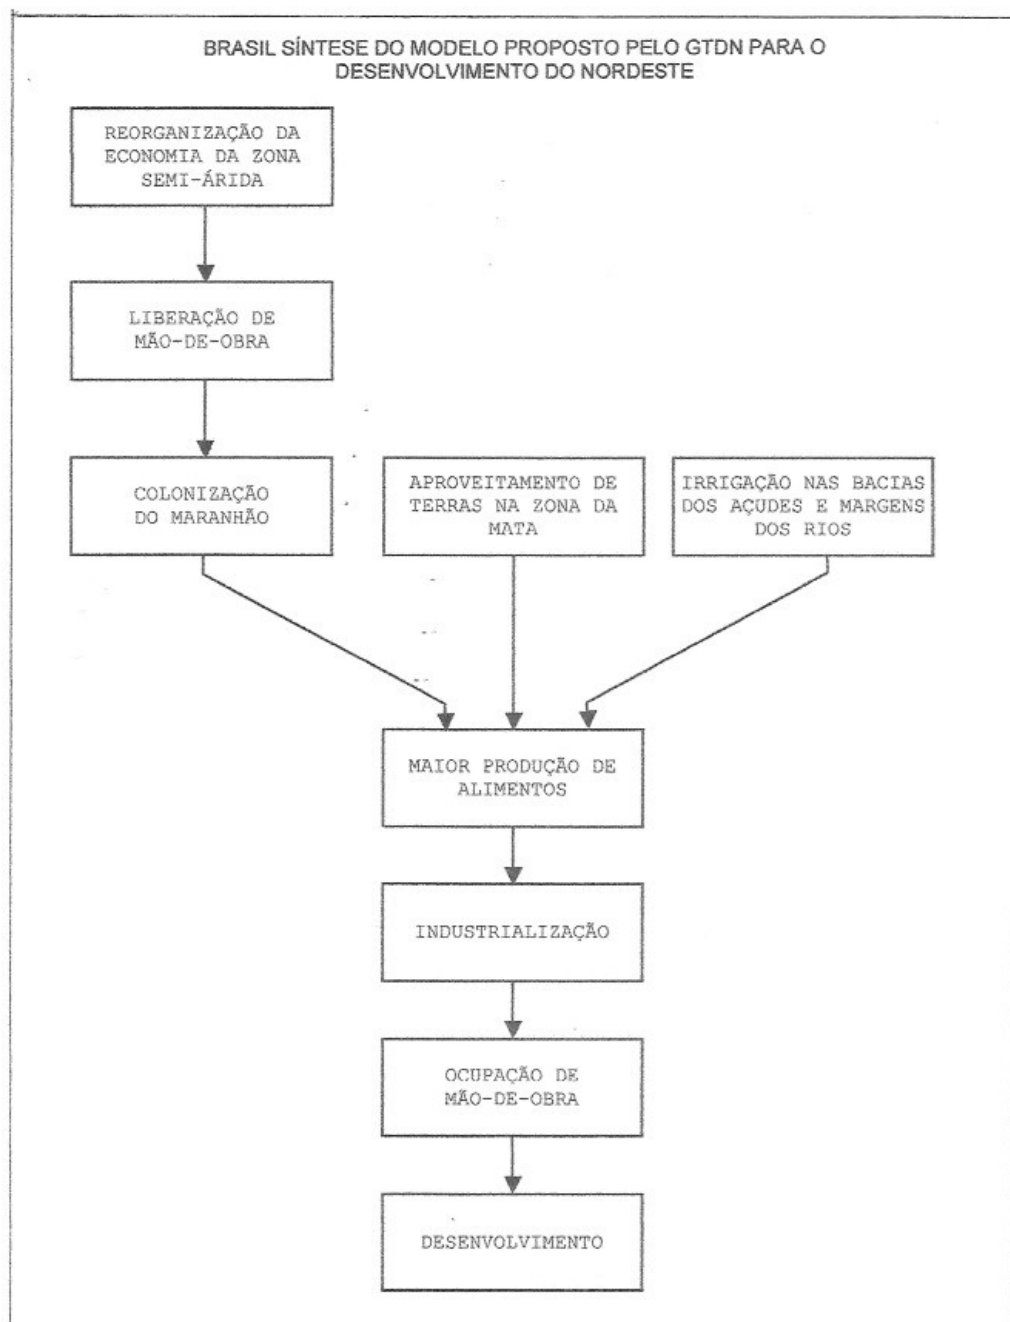 BRASIL SÍNTESE DO MODELO PROPOSTO PELO GTDN PARA O
DESENVOLVIMENTO DO NORDESTE
REORGANIZAÇÃO DA
ECONOMIA DA ZONA
SEMI-ÁRIDA
LIBERAÇÃO DE
MÃO-DE-OBRA
COLONIZAÇÃO
DO MARANHÃO
APROVEITAMENTO DE
TERRAS NA ZONA DA
MATA
IRRIGAÇÃO NAS BACIAS
DOS AÇUDES E MARGENS
DOS RIOS
MAIOR PRODUÇÃO DE
ALIMENTOS
INDUSTRIALIZAÇÃO
OCUPAÇÃO DE
MÃO-DE-OBRA
DESENVOLVIMENTO